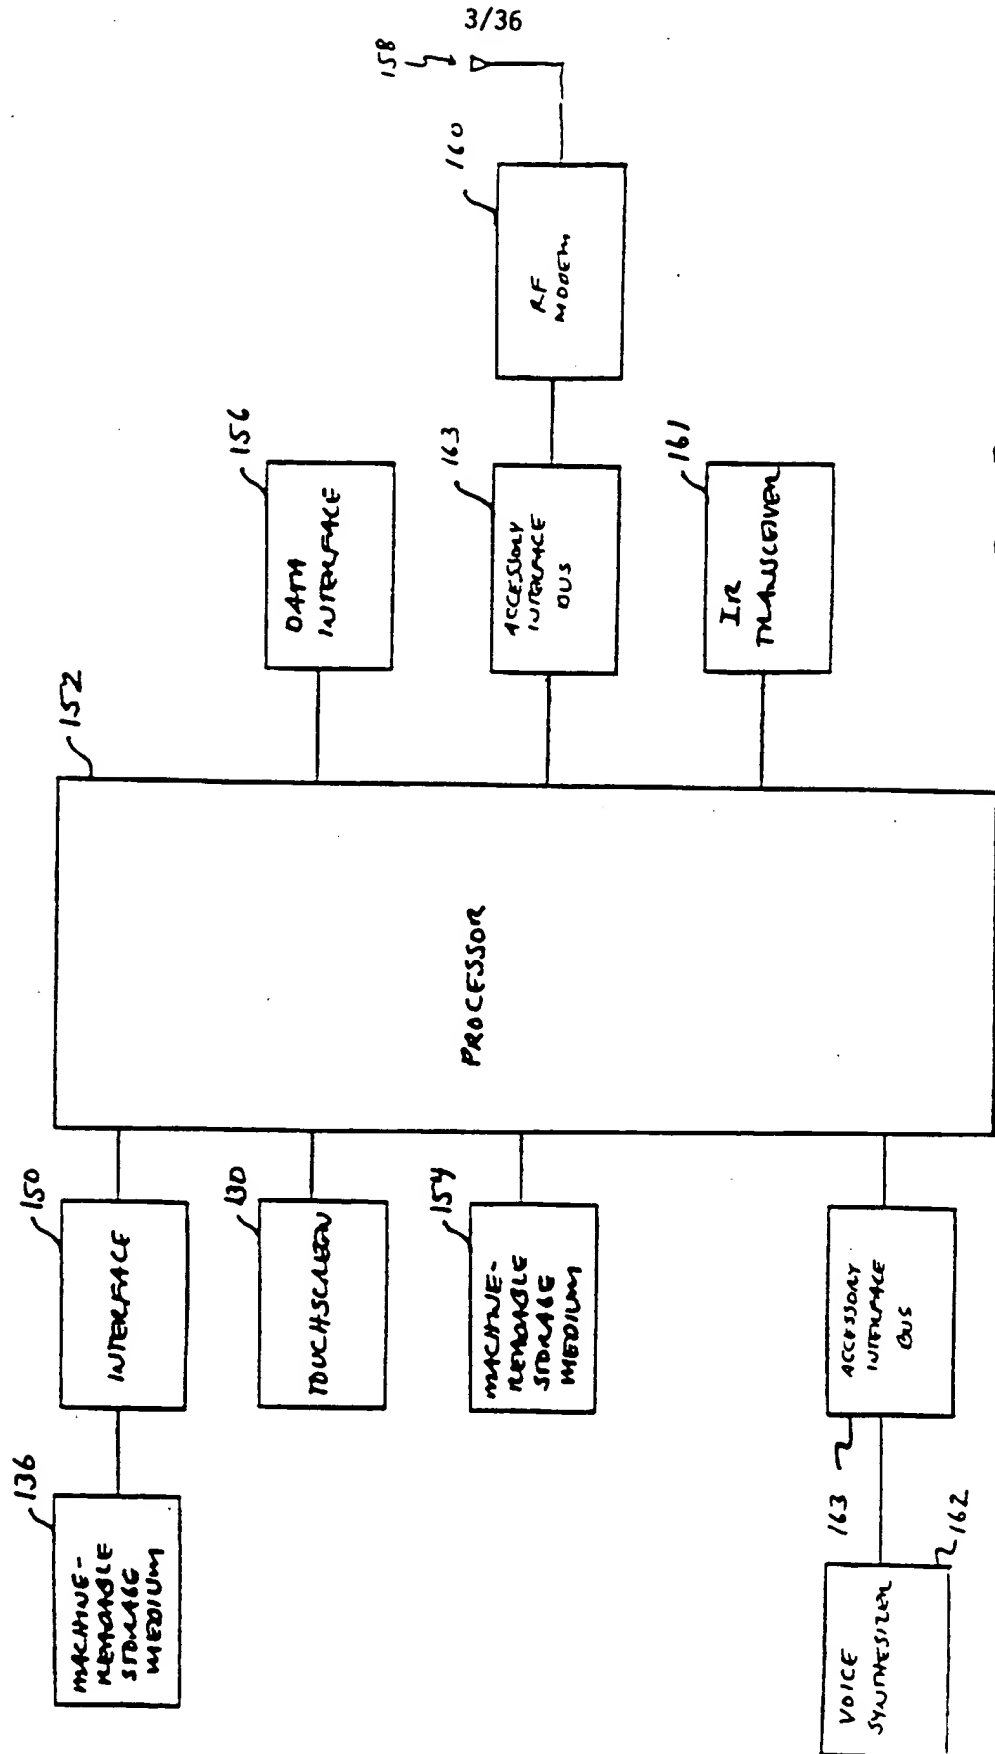 3/36
158
160
RF
MODEM
156
DATA
INTERFACE
163
ACCESSORY
INTERFACE
BUS
161
IR
TRANSCEIVER
152
PROCESSOR
150
INTERFACE
130
TOUCHSCREEN
154
MACHINE-
READABLE
STORAGE
MEDIUM
ACCESSORY
INTERFACE
BUS
163
136
MACHINE-
READABLE
STORAGE
MEDIUM
162
VOICE
SYNTHESIZER